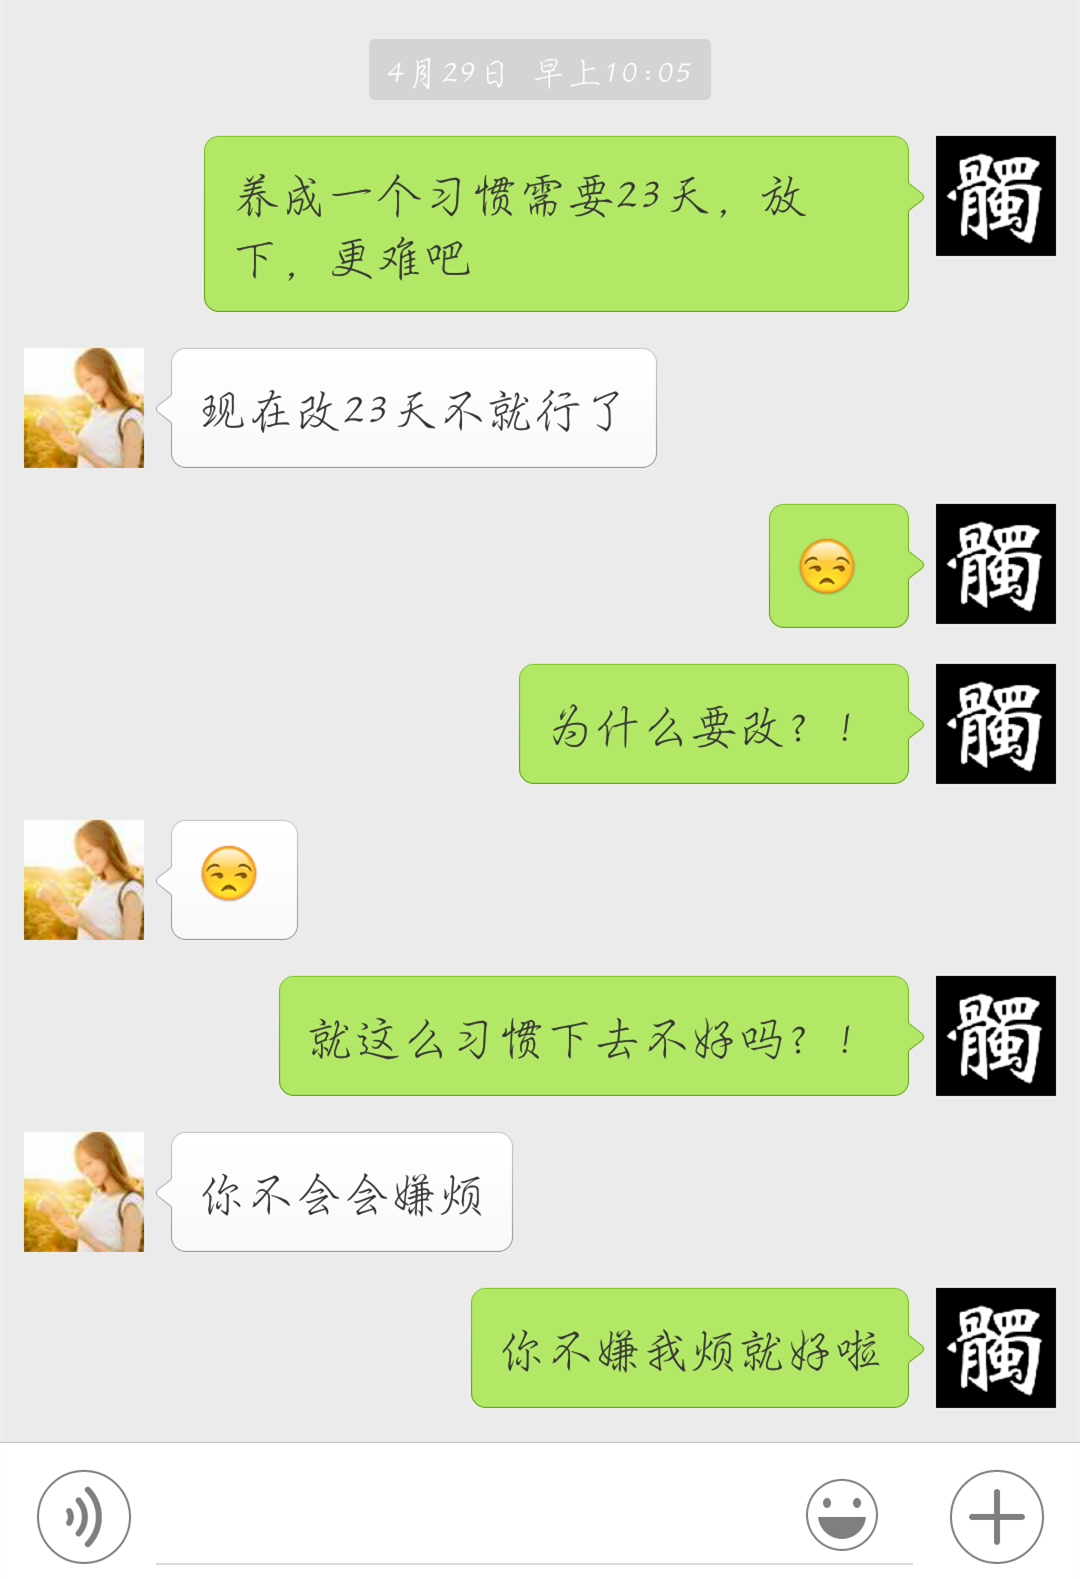 4月29日 早上10:05
养成一个习惯需要23天，放
下，更难吧
髑
现在改23天不就行了
髑
为什么要改？！
髑
就这么习惯下去不好吗？！
髑
你不会会嫌烦
你不嫌我烦就好啦
髑